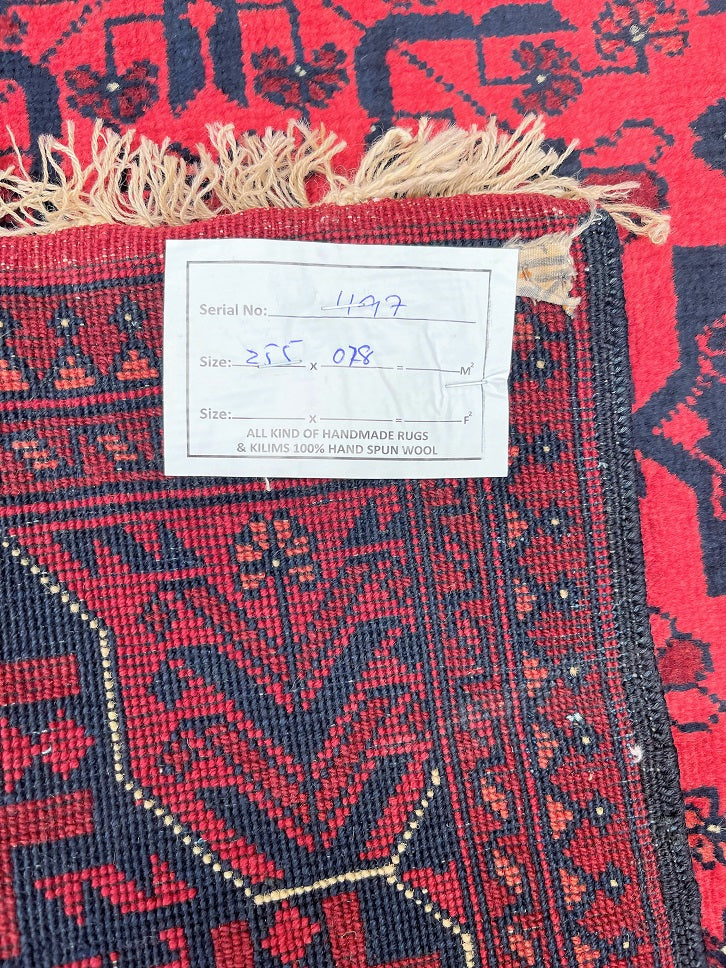 Serial No: 1197
Size: 255 x 078 = M²
Size: x = F²
ALL KIND OF HANDMADE RUGS
& KILIMS 100% HAND SPUN WOOL